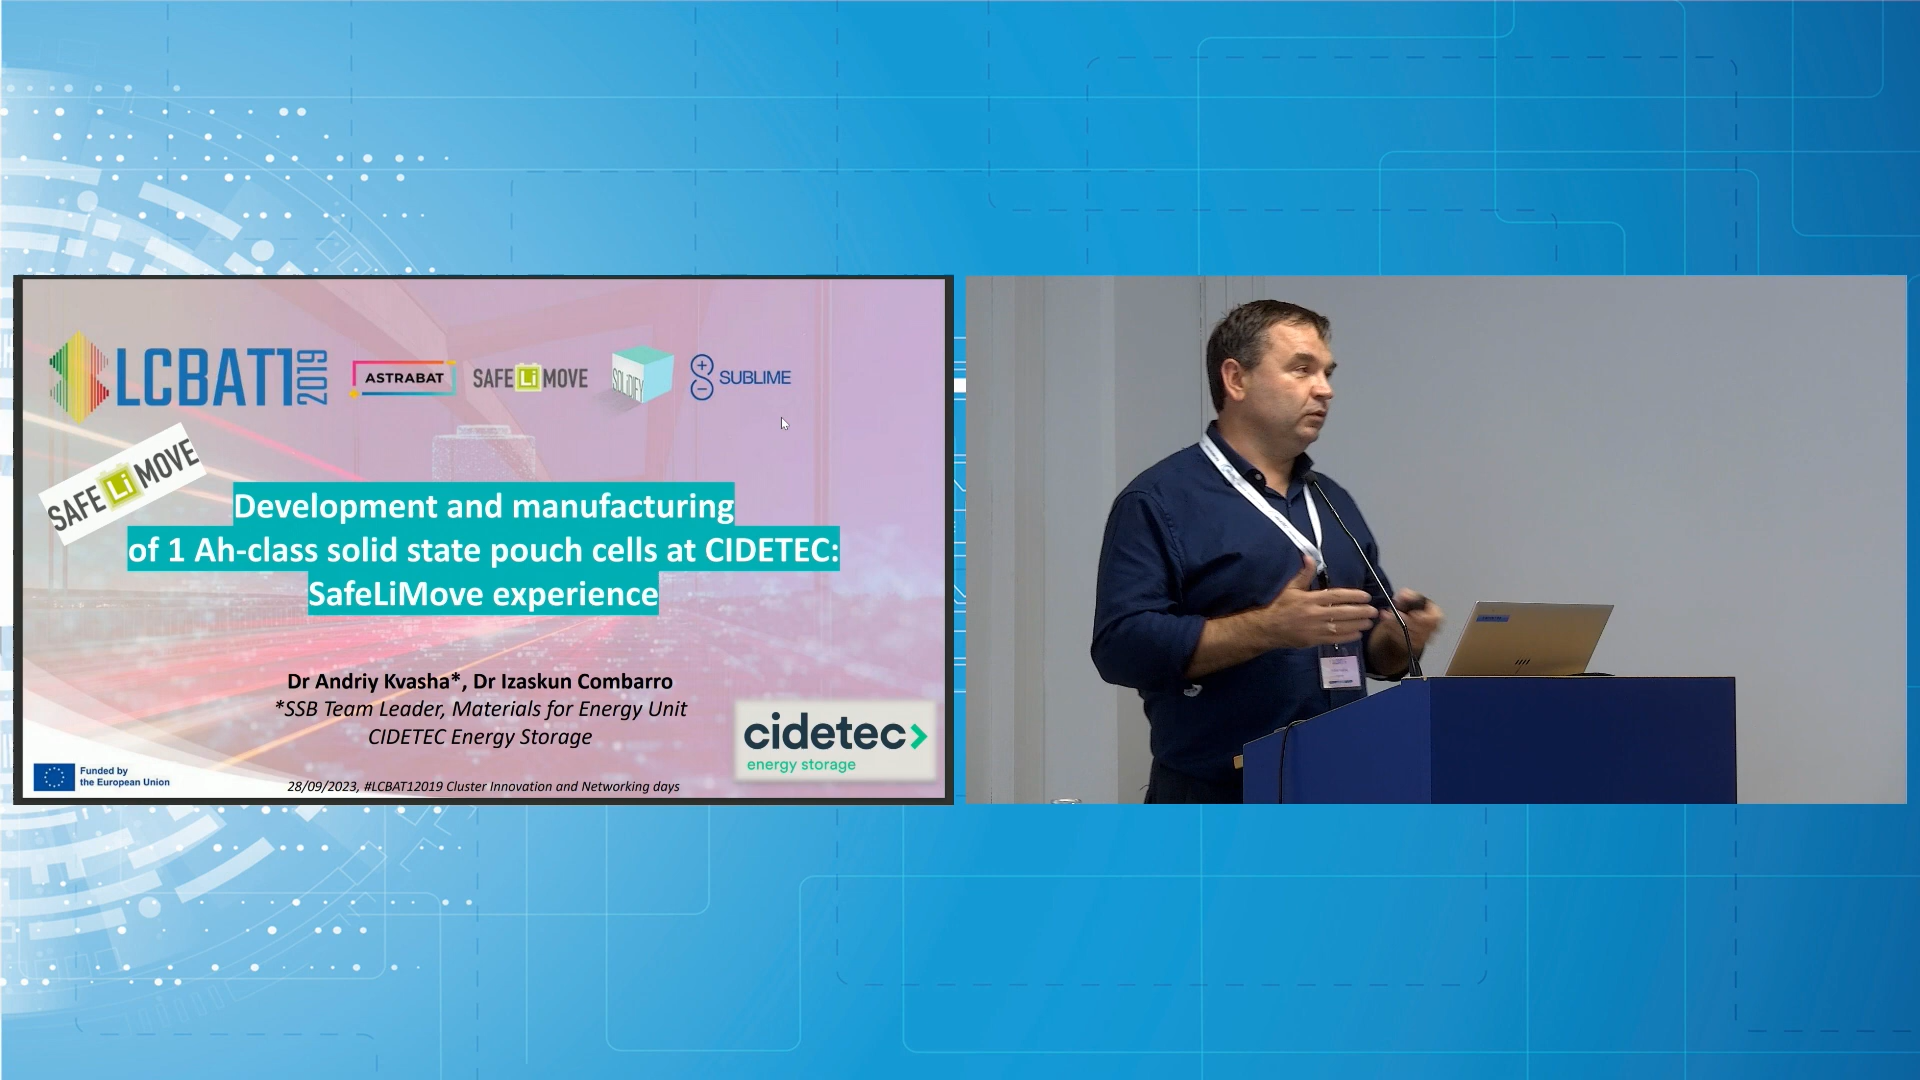 LCBAT1 2019
ASTRABAT
SAFE Li MOVE
SOLiDIFY
SUBLIME
SAFE Li MOVE
Development and manufacturing
of 1 Ah-class solid state pouch cells at CIDETEC:
SafeLiMove experience
Dr Andriy Kvasha*, Dr Izaskun Combarro
*SSB Team Leader, Materials for Energy Unit
CIDETEC Energy Storage
cidetec>
energy storage
Funded by
the European Union
28/09/2023, #LCBAT12019 Cluster Innovation and Networking days